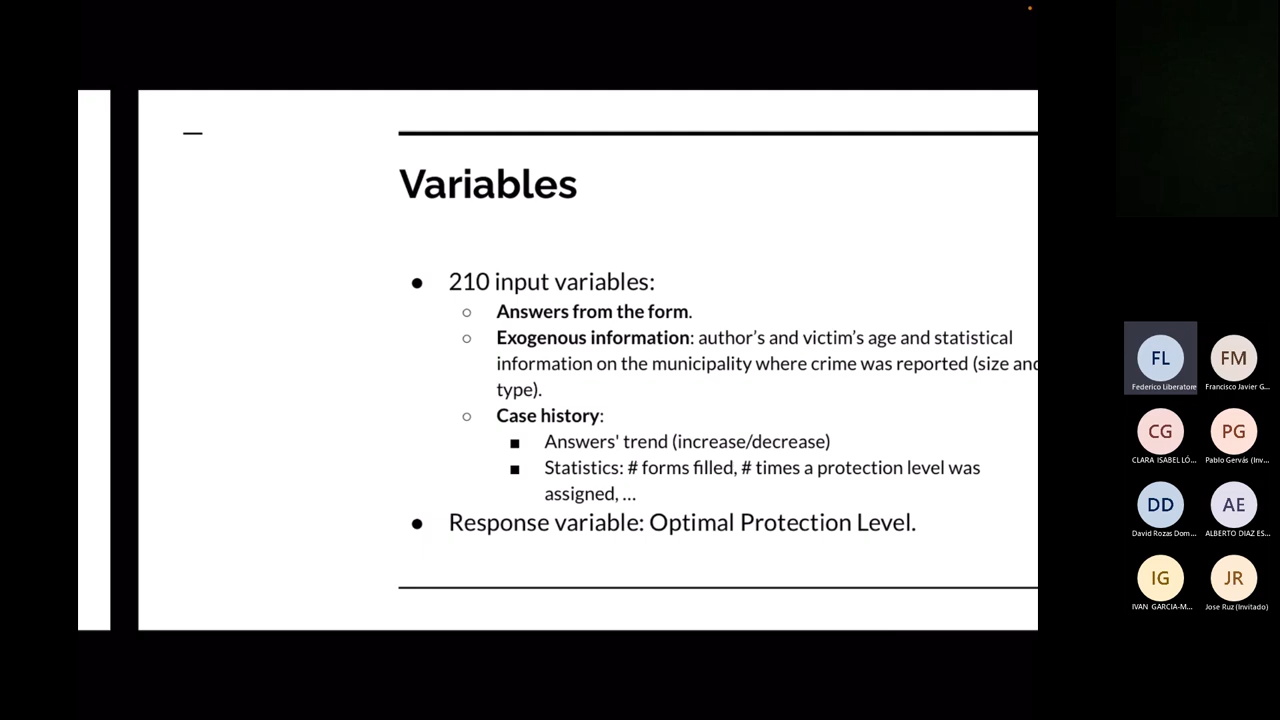 Variables
● 210 input variables:
○ Answers from the form.
○ Exogenous information: author's and victim's age and statistical
information on the municipality where crime was reported (size and
type).
○ Case history:
■ Answers' trend (increase/decrease)
■ Statistics: # forms filled, # times a protection level was
assigned, ...
● Response variable: Optimal Protection Level.
FL FM
Federico Liberatore Francisco Javier G...
CG PG
CLARA ISABEL LÓ... Pablo Gervás (Inv...
DD AE
David Rozas Dom... ALBERTO DIAZ ES...
IG JR
IVAN GARCIA-M... Jose Ruz (Invitado)